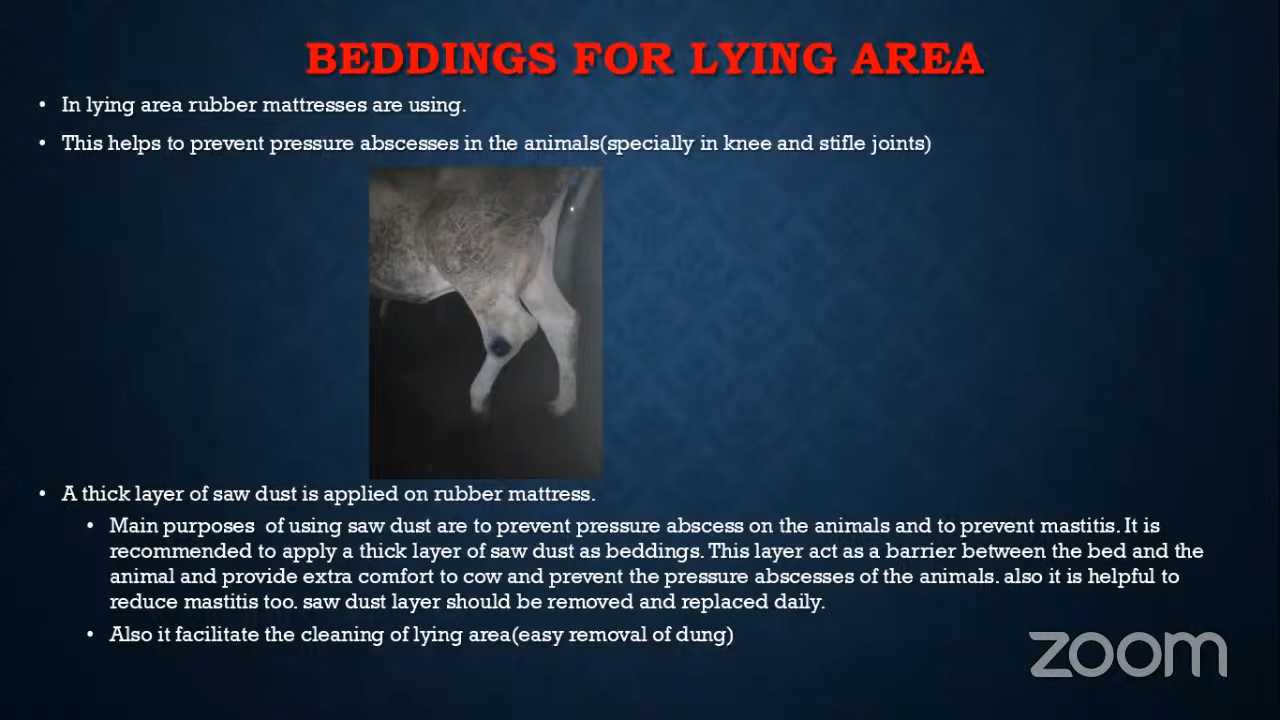 BEDDINGS FOR LYING AREA
• In lying area rubber mattresses are using.
• This helps to prevent pressure abscesses in the animals(specially in knee and stifle joints)
• A thick layer of saw dust is applied on rubber mattress.
• Main purposes of using saw dust are to prevent pressure abscess on the animals and to prevent mastitis. It is
recommended to apply a thick layer of saw dust as beddings. This layer act as a barrier between the bed and the
animal and provide extra comfort to cow and prevent the pressure abscesses of the animals. also it is helpful to
reduce mastitis too. saw dust layer should be removed and replaced daily.
• Also it facilitate the cleaning of lying area(easy removal of dung)
zoom